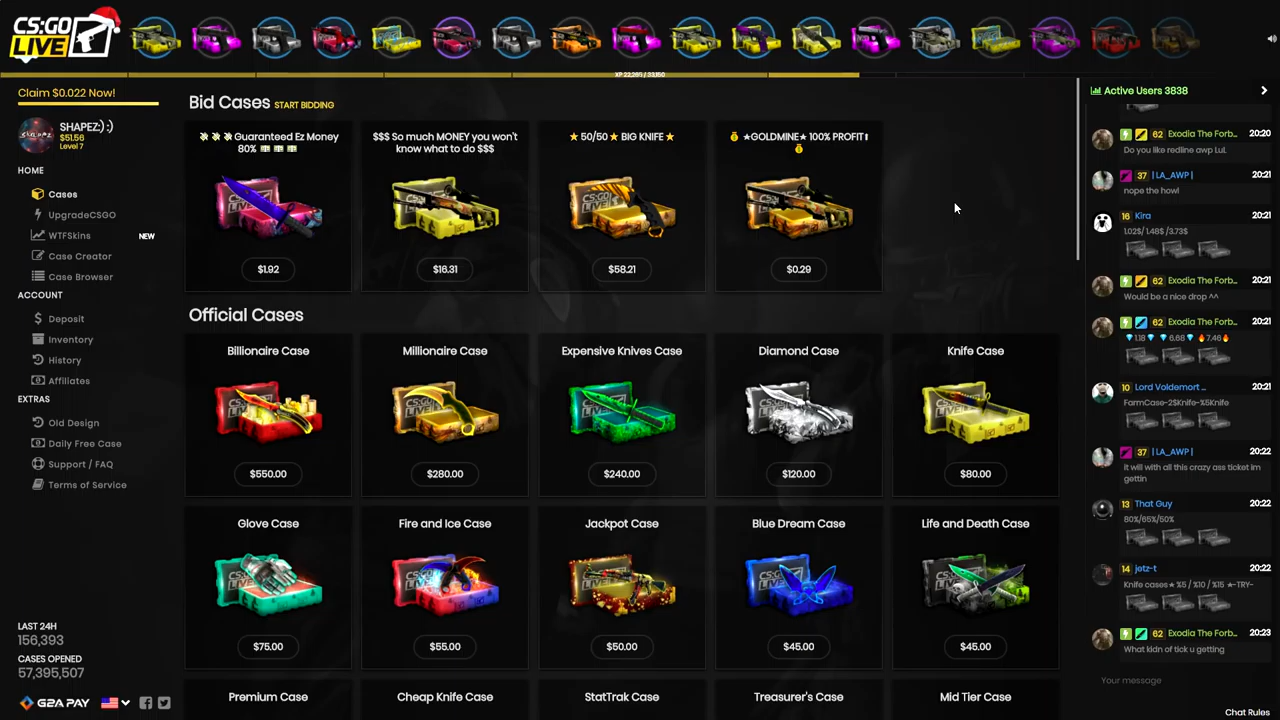 CS:GO
LIVE
XP 22,265 / 33,150
Claim $0.022 Now!
SHAPEZ:) :)
$51.56
Level 7
HOME
Cases
UpgradeCSGO
WTFSkins
NEW
Case Creator
Case Browser
ACCOUNT
Deposit
Inventory
History
Affiliates
EXTRAS
Old Design
Daily Free Case
Support / FAQ
Terms of Service
LAST 24H
156,393
CASES OPENED
57,395,507
G2A PAY
Bid Cases START BIDDING
💸 💸 💸 Guaranteed Ez Money
80% 💵 💵 💵
$1.92
$$$ So much MONEY you won't
know what to do $$$
$16.31
★ 50/50 ★ BIG KNIFE ★
$58.21
💰 ★GOLDMINE★ 100% PROFIT!
💰
$0.29
Official Cases
Billionaire Case
$550.00
Millionaire Case
$280.00
Expensive Knives Case
$240.00
Diamond Case
$120.00
Knife Case
$80.00
Glove Case
$75.00
Fire and Ice Case
$55.00
Jackpot Case
$50.00
Blue Dream Case
$45.00
Life and Death Case
$45.00
Premium Case
Cheap Knife Case
StatTrak Case
Treasurer's Case
Mid Tier Case
Active Users 3838
62 Exodia The Forb... 20:20
Do you like redline awp LuL
37 | LA_AWP | 20:21
nope the howl
16 Kira 20:21
1.02$/ 1.48$ /3.73$
62 Exodia The Forb... 20:21
Would be a nice drop ^^
62 Exodia The Forb... 20:21
💎 1.18 💎 💎 6.68 💎 🔥 7.46 🔥
10 Lord Voldemort ... 20:21
FarmCase-2$Knife-%5Knife
37 | LA_AWP | 20:22
It will with all this crazy ass ticket im
gettin
13 That Guy 20:22
80%/65%/50%
14 jetz-t 20:22
Knife cases★ %5 / %10 / %15 ★-TRY-
62 Exodia The Forb... 20:23
What kidn of tick u getting
Your message
Chat Rules